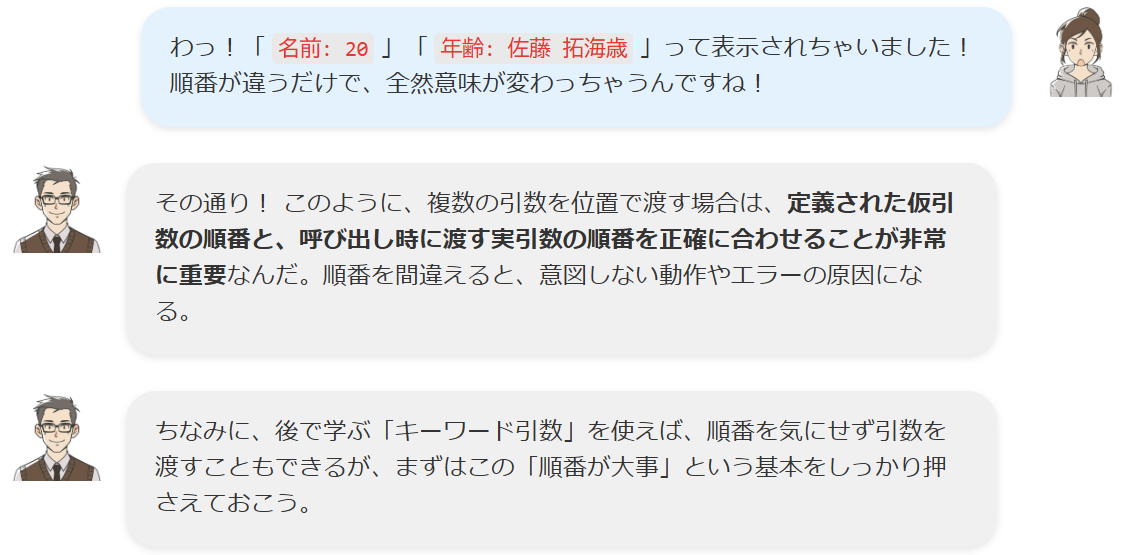 わっ！「 名前: 20 」「 年齢: 佐藤 拓海歳 」って表示されちゃいました！
順番が違うだけで、全然意味が変わっちゃうんですね！
その通り！ このように、複数の引数を位置で渡す場合は、定義された仮引
数の順番と、呼び出し時に渡す実引数の順番を正確に合わせることが非常
に重要なんだ。順番を間違えると、意図しない動作やエラーの原因にな
る。
ちなみに、後で学ぶ「キーワード引数」を使えば、順番を気にせず引数を
渡すこともできるが、まずはこの「順番が大事」という基本をしっかり押
さえておこう。